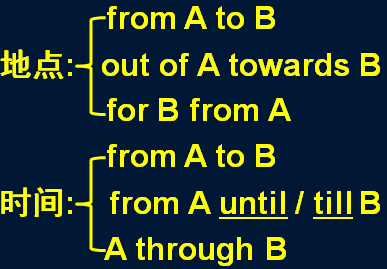 from A to B
地点: out of A towards B
for B from A
from A to B
时间: from A until / till B
A through B